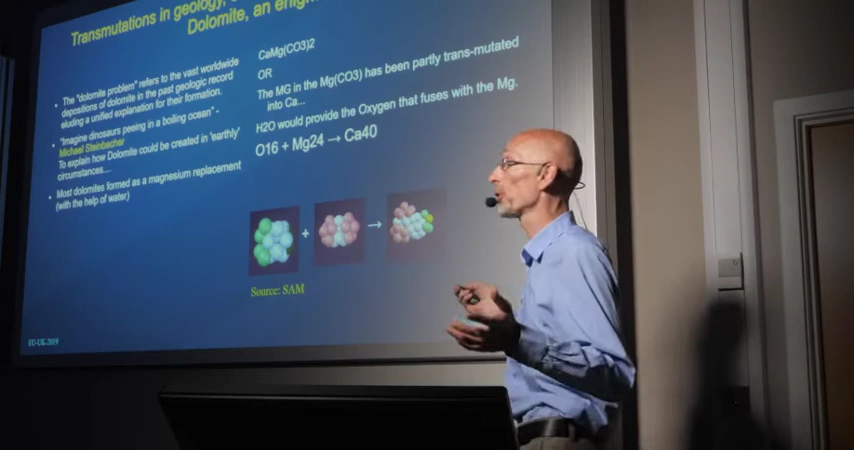 Transmutations in geology,
Dolomite, an
• The "dolomite problem" refers to the vast worldwide
depositions of dolomite in the past geologic record
eluding a unified explanation for their formation.
• "Imagine dinosaurs peeing in a boiling ocean" -
Michael Steinbacher
To explain how Dolomite could be created in 'earthly'
circumstances....
• Most dolomites formed as a magnesium replacement
(with the help of water)
CaMg(CO3)2
OR
The MG in the Mg(CO3) has been partly trans-mutated
into Ca...
H2O would provide the Oxygen that fuses with the Mg.
O16 + Mg24 → Ca40
+ →
Source: SAM
EU-UK-2019